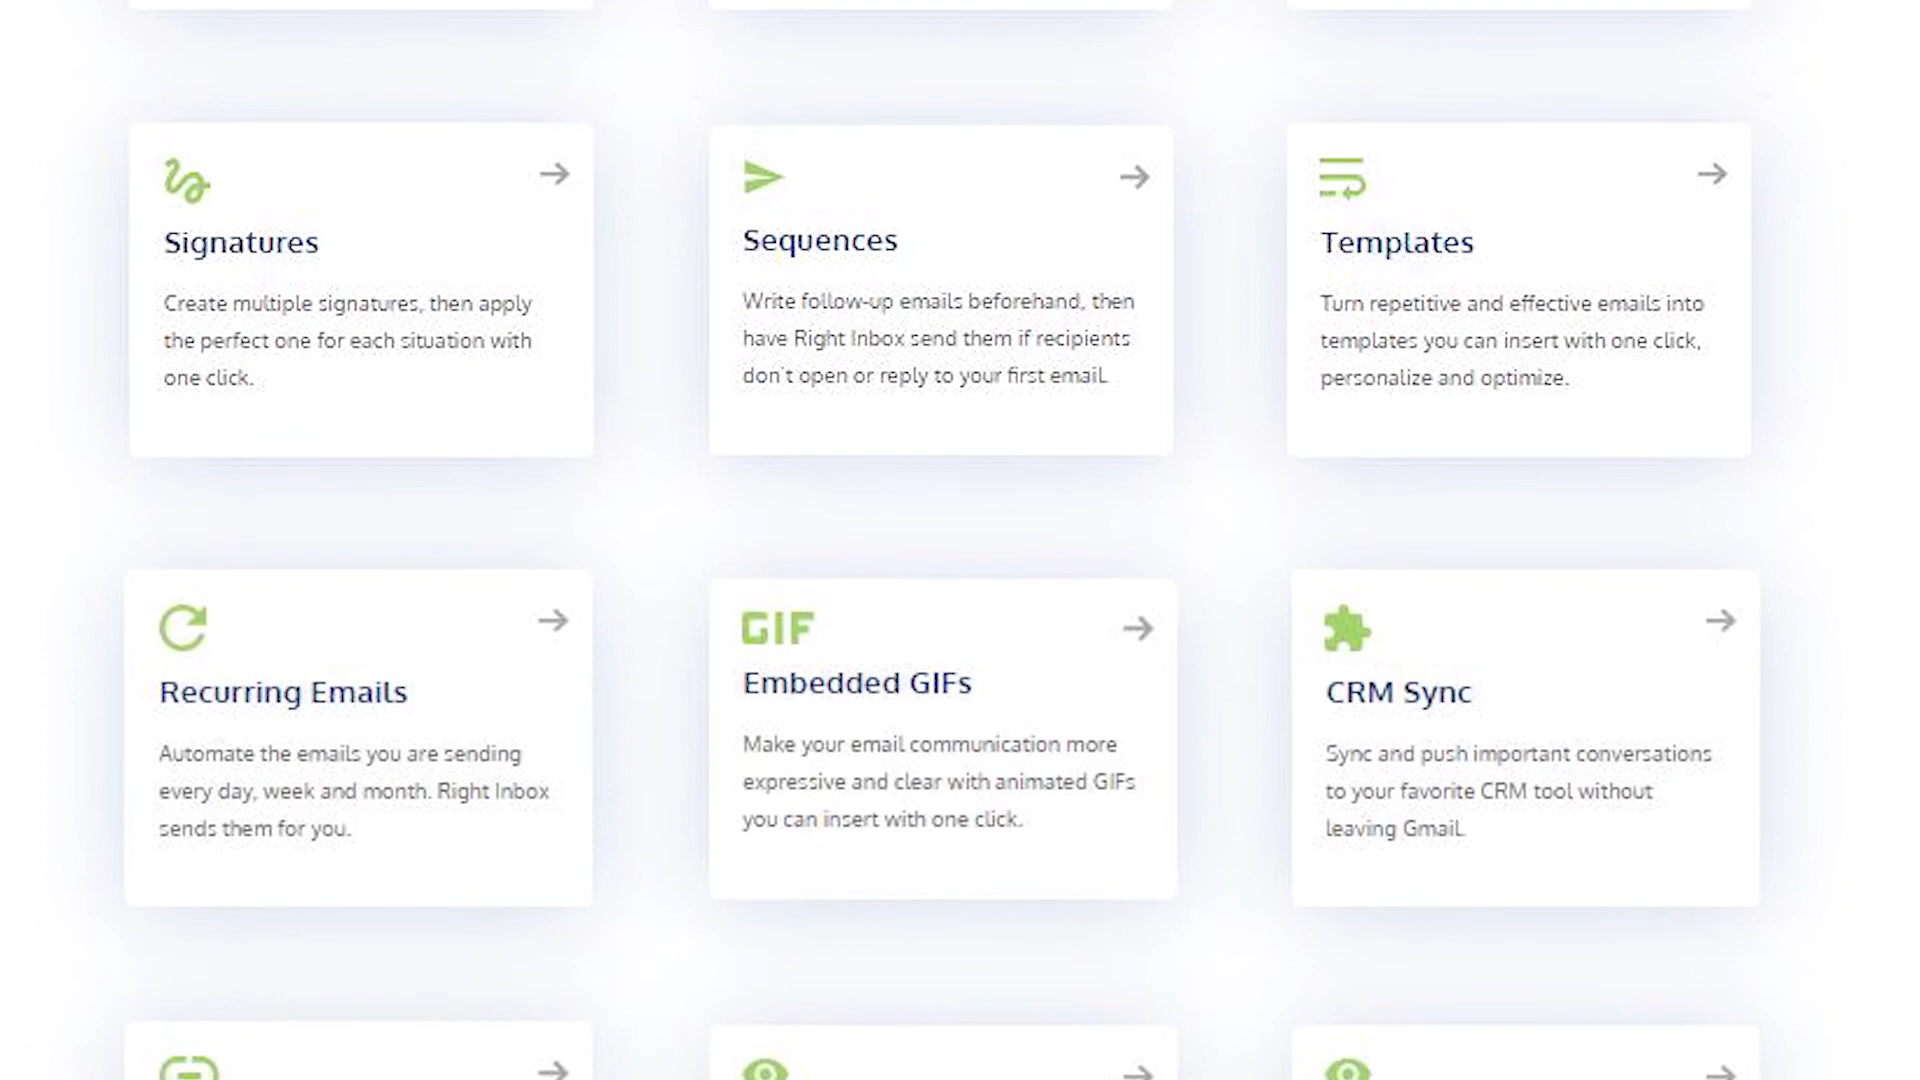 Signatures
Create multiple signatures, then apply
the perfect one for each situation with
one click.
Sequences
Write follow-up emails beforehand, then
have Right Inbox send them if recipients
don't open or reply to your first email.
Templates
Turn repetitive and effective emails into
templates you can insert with one click,
personalize and optimize.
Recurring Emails
Automate the emails you are sending
every day, week and month. Right Inbox
sends them for you.
GIF
Embedded GIFs
Make your email communication more
expressive and clear with animated GIFs
you can insert with one click.
CRM Sync
Sync and push important conversations
to your favorite CRM tool without
leaving Gmail.